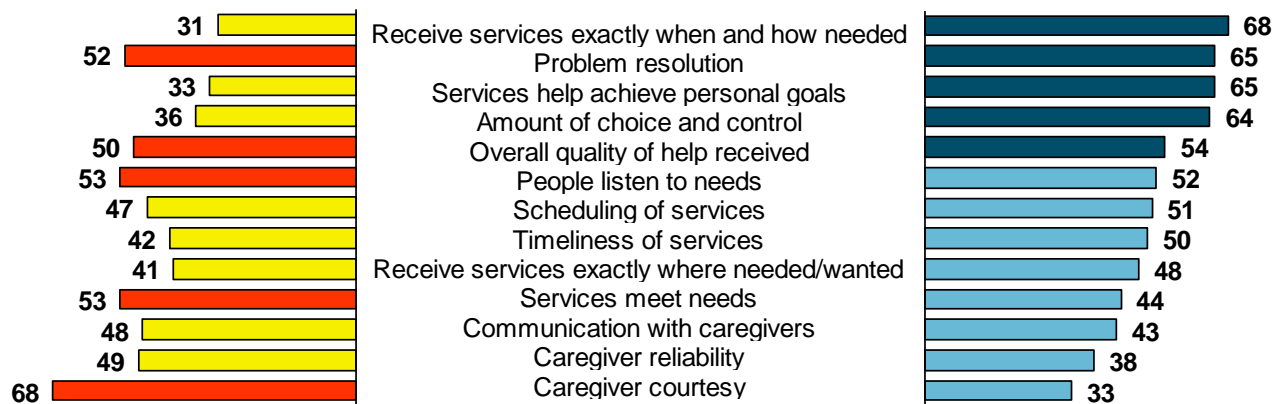 31 Receive services exactly when and how needed 68
52 Problem resolution 65
33 Services help achieve personal goals 65
36 Amount of choice and control 64
50 Overall quality of help received 54
53 People listen to needs 52
47 Scheduling of services 51
42 Timeliness of services 50
41 Receive services exactly where needed/wanted 48
53 Services meet needs 44
48 Communication with caregivers 43
49 Caregiver reliability 38
68 Caregiver courtesy 33